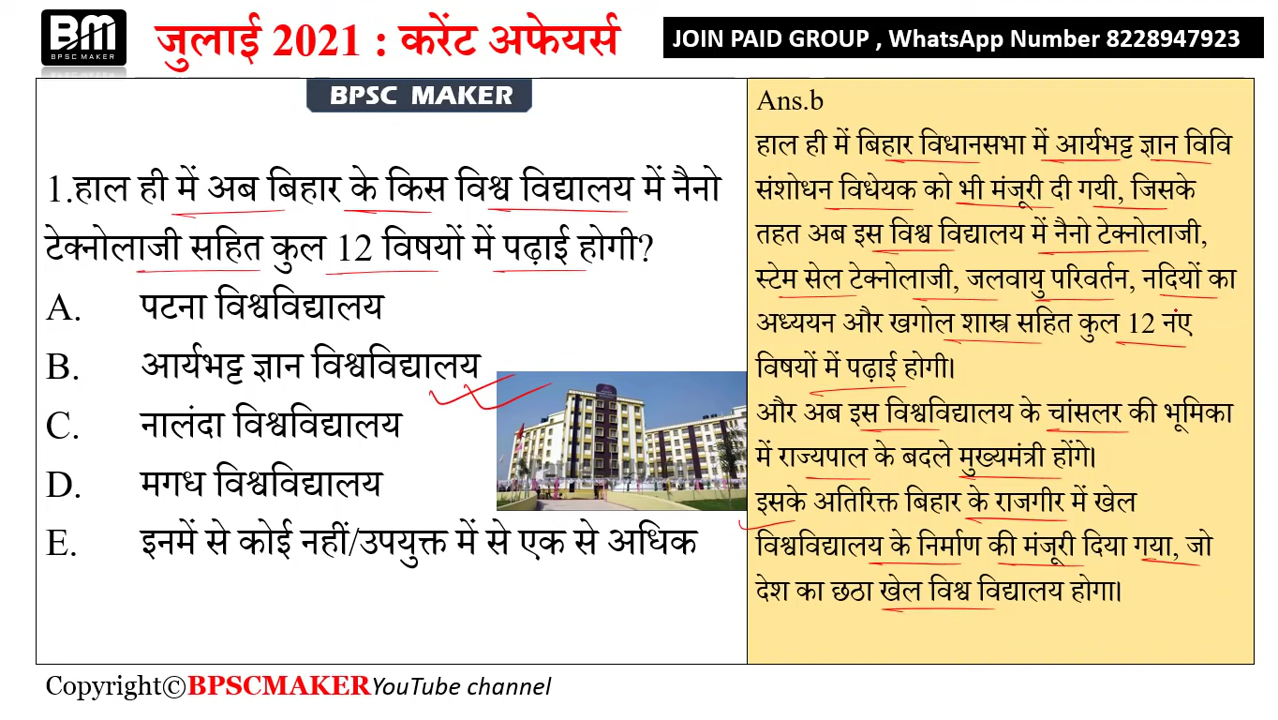 BM
BPSC MAKER
जुलाई 2021 : करेंट अफेयर्स
JOIN PAID GROUP , WhatsApp Number 8228947923
BPSC MAKER
1.हाल ही में अब बिहार के किस विश्व विद्यालय में नैनो
टेक्नोलाजी सहित कुल 12 विषयों में पढ़ाई होगी?
A. पटना विश्वविद्यालय
B. आर्यभट्ट ज्ञान विश्वविद्यालय
C. नालंदा विश्वविद्यालय
D. मगध विश्वविद्यालय
E. इनमें से कोई नहीं/उपयुक्त में से एक से अधिक
Ans.b
हाल ही में बिहार विधानसभा में आर्यभट्ट ज्ञान विवि
संशोधन विधेयक को भी मंजूरी दी गयी, जिसके
तहत अब इस विश्व विद्यालय में नैनो टेक्नोलाजी,
स्टेम सेल टेक्नोलाजी, जलवायु परिवर्तन, नदियों का
अध्ययन और खगोल शास्त्र सहित कुल 12 नंए
विषयों में पढ़ाई होगी।
और अब इस विश्वविद्यालय के चांसलर की भूमिका
में राज्यपाल के बदले मुख्यमंत्री होंगे।
इसके अतिरिक्त बिहार के राजगीर में खेल
विश्वविद्यालय के निर्माण की मंजूरी दिया गया, जो
देश का छठा खेल विश्व विद्यालय होगा।
Copyright©BPSCMAKERYouTube channel